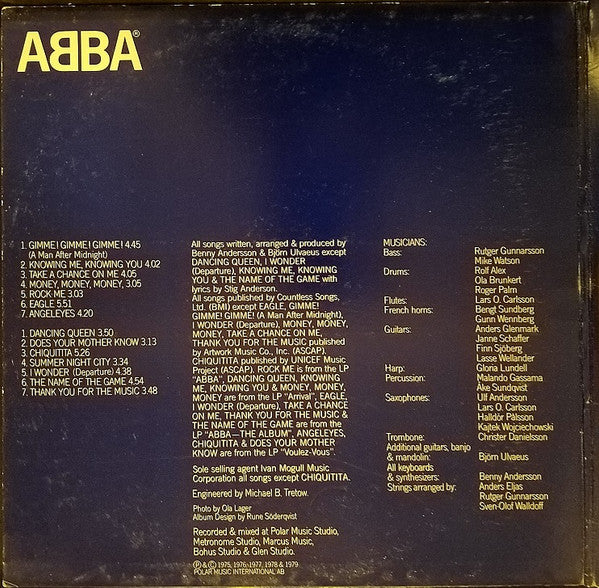 ABBA®
1. GIMME! GIMME! GIMME! 4.45
(A Man After Midnight)
2. KNOWING ME, KNOWING YOU 4.02
3. TAKE A CHANCE ON ME 4.05
4. MONEY, MONEY, MONEY, 3.05
5. ROCK ME 3.03
6. EAGLE 5.51
7. ANGELEYES 4.20
1. DANCING QUEEN 3.50
2. DOES YOUR MOTHER KNOW 3.13
3. CHIQUITITA 5.26
4. SUMMER NIGHT CITY 3.34
5. I WONDER (Departure) 4.38
6. THE NAME OF THE GAME 4.54
7. THANK YOU FOR THE MUSIC 3.48
All songs written, arranged & produced by
Benny Andersson & Björn Ulvaeus except
DANCING QUEEN, I WONDER
(Departure), KNOWING ME, KNOWING
YOU & THE NAME OF THE GAME with
lyrics by Stig Anderson.
All songs published by Countless Songs,
Ltd. (BMI) except EAGLE, GIMME!
GIMME! GIMME! (A Man After Midnight),
I WONDER (Departure), MONEY, MONEY,
MONEY, TAKE A CHANCE ON ME,
THANK YOU FOR THE MUSIC published
by Artwork Music Co., Inc. (ASCAP).
CHIQUITITA published by UNICEF Music
Project (ASCAP). ROCK ME is from the LP
"ABBA", DANCING QUEEN, KNOWING
ME, KNOWING YOU & MONEY, MONEY,
MONEY are from the LP "Arrival", EAGLE,
I WONDER (Departure), TAKE A CHANCE
ON ME, THANK YOU FOR THE MUSIC &
THE NAME OF THE GAME are from the
LP "ABBA—THE ALBUM", ANGELEYES,
CHIQUITITA & DOES YOUR MOTHER
KNOW are from the LP "Voulez-Vous".
Sole selling agent Ivan Mogull Music
Corporation all songs except CHIQUITITA.
Engineered by Michael B. Tretow.
Photo by Ola Lager
Album Design by Rune Söderqvist
Recorded & mixed at Polar Music Studio,
Metronome Studio, Marcus Music,
Bohus Studio & Glen Studio.
Ⓟ & © 1975, 1976, 1977, 1978 & 1979
POLAR MUSIC INTERNATIONAL AB
MUSICIANS:
Bass: Rutger Gunnarsson
Mike Watson
Drums: Rolf Alex
Ola Brunkert
Roger Palm
Flutes: Lars O. Carlsson
French horns: Bengt Sundberg
Gunn Wennberg
Guitars: Anders Glenmark
Janne Schaffer
Finn Sjöberg
Lasse Wellander
Harp: Gloria Lundell
Percussion: Malando Gassama
Åke Sundqvist
Saxophones: Ulf Andersson
Lars O. Carlsson
Halldór Pálsson
Kajtek Wojciechowski
Trombone: Christer Danielsson
Additional guitars, banjo
& mandolin: Björn Ulvaeus
All keyboards
& synthesizers: Benny Andersson
Strings arranged by: Anders Eljas
Rutger Gunnarsson
Sven-Olof Walldoff